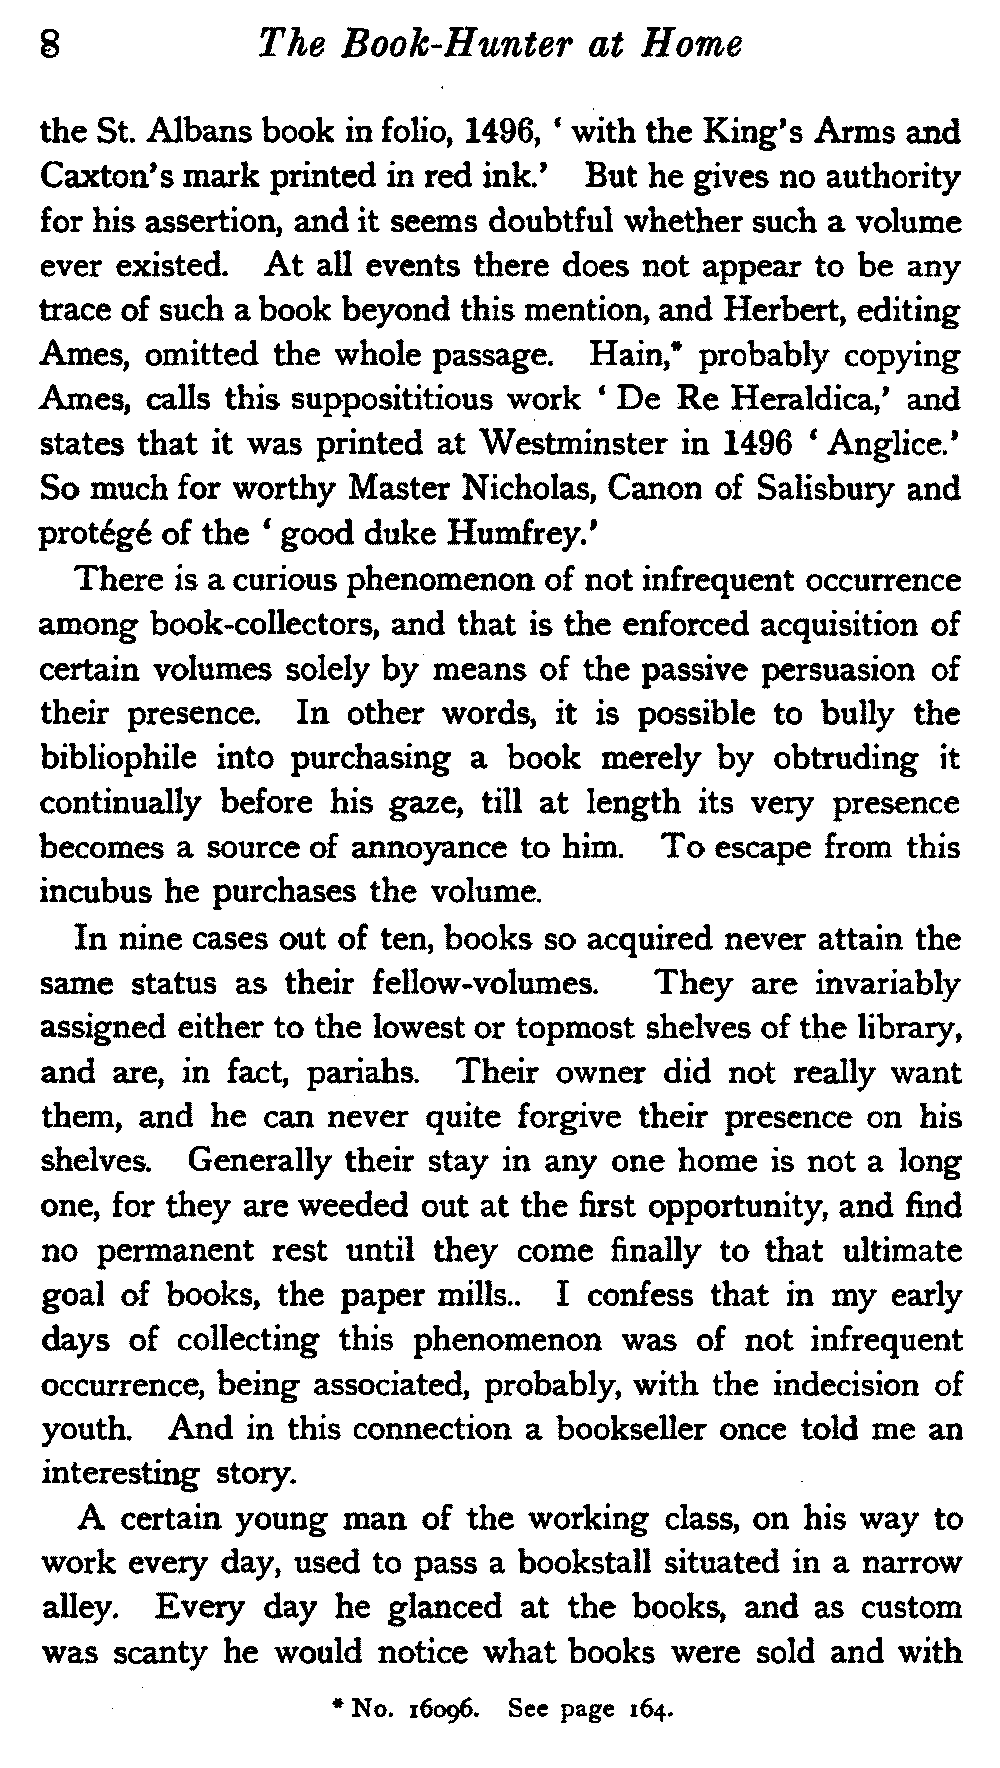 8 The Book-Hunter at Home
the St. Albans book in folio, 1496, ‘ with the King’s Arms and
Caxton’s mark printed in red ink.’ But he gives no authority
for his assertion, and it seems doubtful whether such a volume
ever existed. At all events there does not appear to be any
trace of such a book beyond this mention, and Herbert, editing
Ames, omitted the whole passage. Hain,* probably copying
Ames, calls this supposititious work ‘ De Re Heraldica,’ and
states that it was printed at Westminster in 1496 ‘ Anglice.’
So much for worthy Master Nicholas, Canon of Salisbury and
protégé of the ‘ good duke Humfrey.’
There is a curious phenomenon of not infrequent occurrence
among book-collectors, and that is the enforced acquisition of
certain volumes solely by means of the passive persuasion of
their presence. In other words, it is possible to bully the
bibliophile into purchasing a book merely by obtruding it
continually before his gaze, till at length its very presence
becomes a source of annoyance to him. To escape from this
incubus he purchases the volume.
In nine cases out of ten, books so acquired never attain the
same status as their fellow-volumes. They are invariably
assigned either to the lowest or topmost shelves of the library,
and are, in fact, pariahs. Their owner did not really want
them, and he can never quite forgive their presence on his
shelves. Generally their stay in any one home is not a long
one, for they are weeded out at the first opportunity, and find
no permanent rest until they come finally to that ultimate
goal of books, the paper mills.. I confess that in my early
days of collecting this phenomenon was of not infrequent
occurrence, being associated, probably, with the indecision of
youth. And in this connection a bookseller once told me an
interesting story.
A certain young man of the working class, on his way to
work every day, used to pass a bookstall situated in a narrow
alley. Every day he glanced at the books, and as custom
was scanty he would notice what books were sold and with
* No. 16096. See page 164.